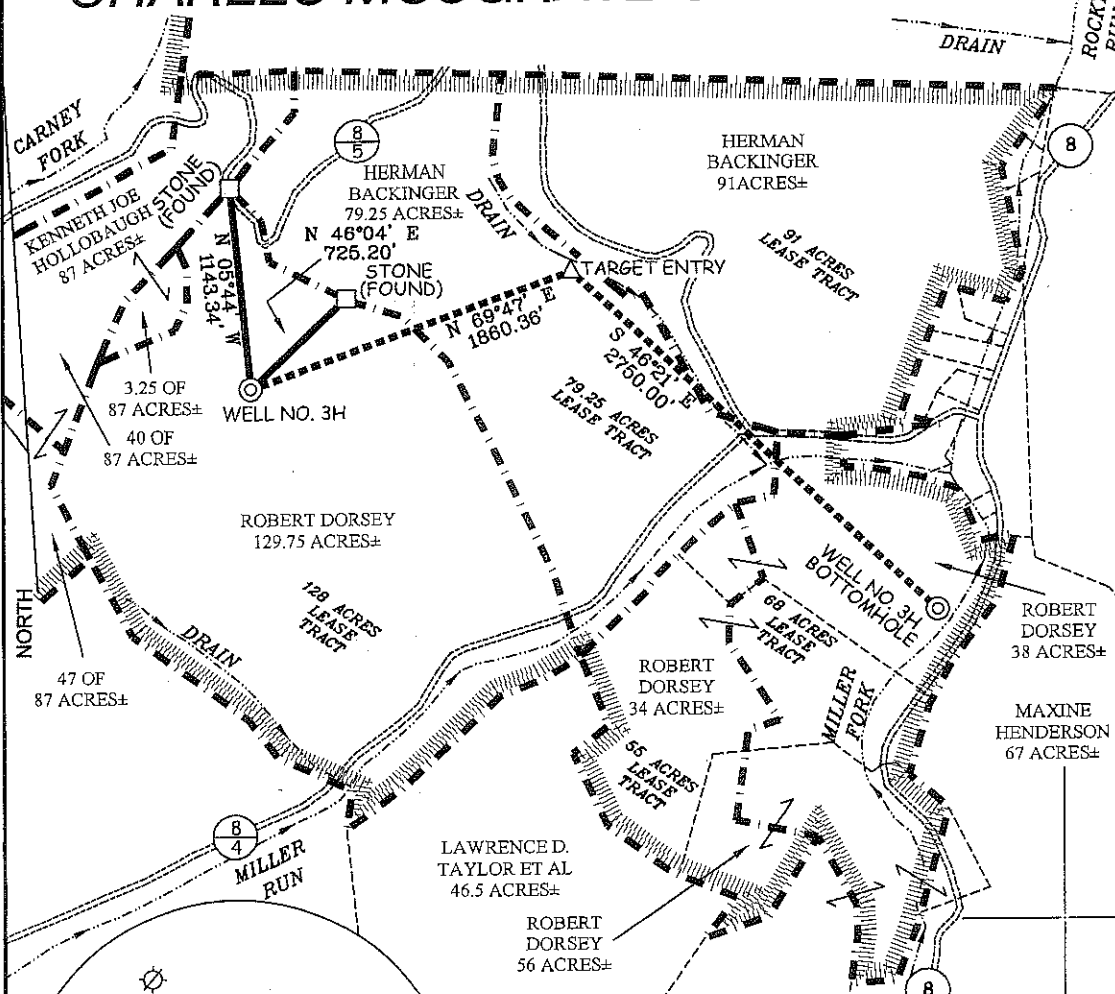 DRAIN
ROCKY
CARNEY
FORK
8
5
8
HERMAN
BACKINGER
91ACRES±
HERMAN
BACKINGER
79.25 ACRES±
STONE
(FOUND)
KENNETH JOE
HOLLOBAUGH
87 ACRES±
DRAIN
N 46°04' E
725.20'
STONE
(FOUND)
91 ACRES
LEASE TRACT
N 05°44' W
1143.34'
TARGET ENTRY
N 69°47' E
1860.36'
S 46°21' E
2750.00'
3.25 OF
87 ACRES±
WELL NO. 3H
79.25 ACRES
LEASE TRACT
40 OF
87 ACRES±
ROBERT DORSEY
129.75 ACRES±
128 ACRES
LEASE
TRACT
WELL NO. 3H
BOTTOMHOLE
68 ACRES
LEASE
TRACT
NORTH
DRAIN
ROBERT
DORSEY
38 ACRES±
47 OF
87 ACRES±
ROBERT
DORSEY
34 ACRES±
MILLER
FORK
MAXINE
HENDERSON
67 ACRES±
55 ACRES
LEASE
TRACT
8
4
MILLER
RUN
LAWRENCE D.
TAYLOR ET AL
46.5 ACRES±
ROBERT
DORSEY
56 ACRES±
8